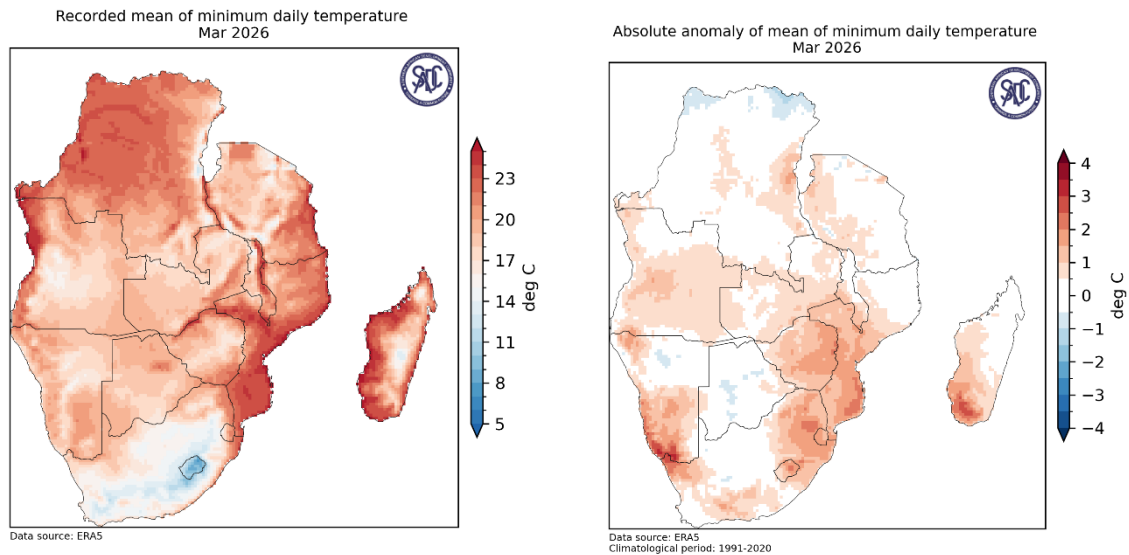 Recorded mean of minimum daily temperature
Mar 2026
SADC
23
20
17
14
11
8
5
deg C
Data source: ERA5
Absolute anomaly of mean of minimum daily temperature
Mar 2026
SADC
4
3
2
1
0
−1
−2
−3
−4
deg C
Data source: ERA5
Climatological period: 1991-2020